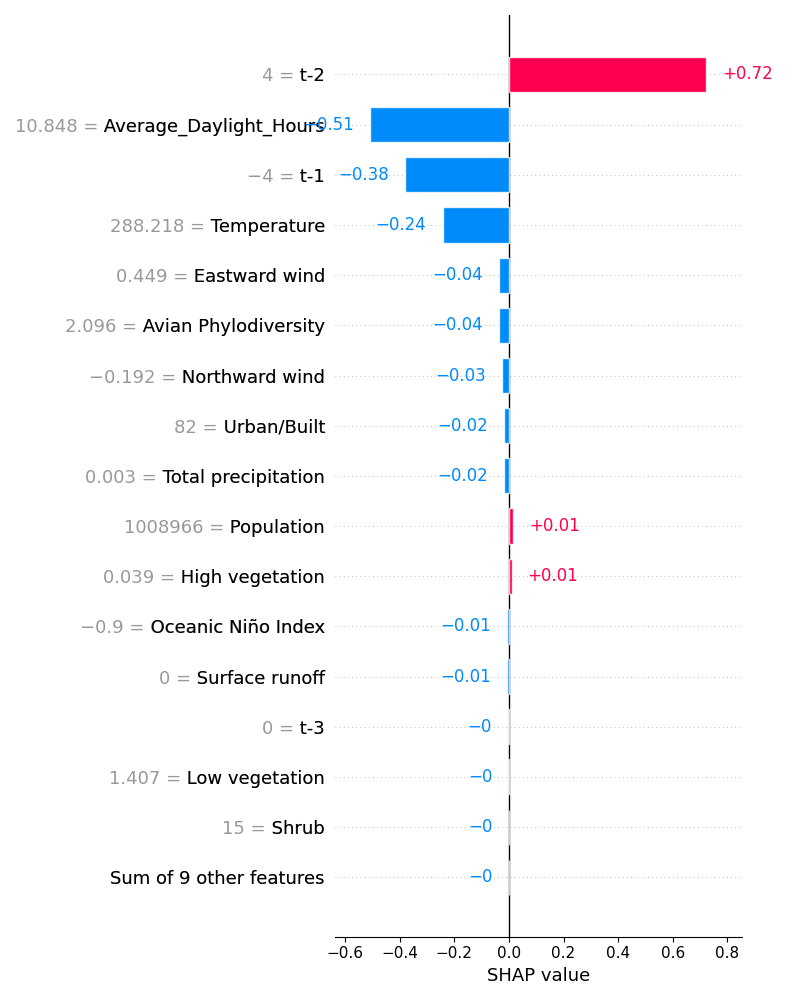 4 = t-2 +0.72
10.848 = Average_Daylight_Hours −0.51
−4 = t-1 −0.38
288.218 = Temperature −0.24
0.449 = Eastward wind −0.04
2.096 = Avian Phylodiversity −0.04
−0.192 = Northward wind −0.03
82 = Urban/Built −0.02
0.003 = Total precipitation −0.02
1008966 = Population +0.01
0.039 = High vegetation +0.01
−0.9 = Oceanic Niño Index −0.01
0 = Surface runoff −0.01
0 = t-3 −0
1.407 = Low vegetation −0
15 = Shrub −0
Sum of 9 other features −0
−0.6 −0.4 −0.2 0.0 0.2 0.4 0.6 0.8
SHAP value